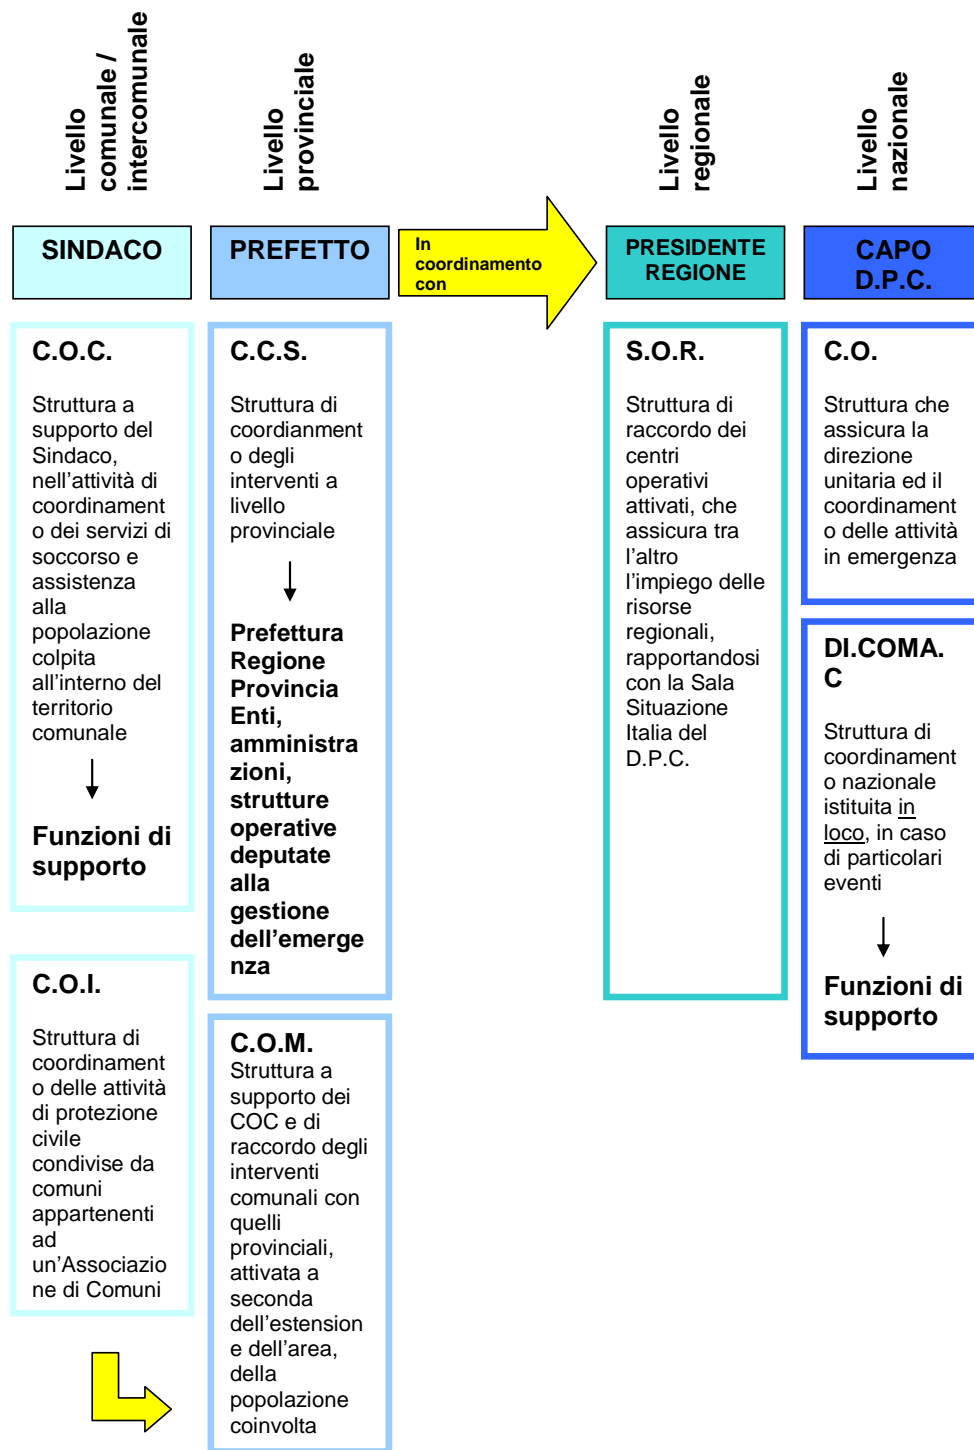 Livello
comunale /
intercomunale
Livello
provinciale
Livello
regionale
Livello
nazionale
SINDACO
PREFETTO
In
coordinamento
con
PRESIDENTE
REGIONE
CAPO
D.P.C.
C.O.C.
Struttura a
supporto del
Sindaco,
nell’attività di
coordinament
o dei servizi di
soccorso e
assistenza
alla
popolazione
colpita
all’interno del
territorio
comunale
Funzioni di
supporto
C.O.I.
Struttura di
coordinament
o delle attività
di protezione
civile
condivise da
comuni
appartenenti
ad
un’Associazio
ne di Comuni
C.C.S.
Struttura di
coordianment
o degli
interventi a
livello
provinciale
Prefettura
Regione
Provincia
Enti,
amministra
zioni,
strutture
operative
deputate
alla
gestione
dell’emerge
nza
C.O.M.
Struttura a
supporto dei
COC e di
raccordo degli
interventi
comunali con
quelli
provinciali,
attivata a
seconda
dell’estension
e dell’area,
della
popolazione
coinvolta
S.O.R.
Struttura di
raccordo dei
centri
operativi
attivati, che
assicura tra
l’altro
l’impiego delle
risorse
regionali,
rapportandosi
con la Sala
Situazione
Italia del
D.P.C.
C.O.
Struttura che
assicura la
direzione
unitaria ed il
coordinament
o delle attività
in emergenza
DI.COMA.
C
Struttura di
coordinament
o nazionale
istituita in
loco, in caso
di particolari
eventi
Funzioni di
supporto